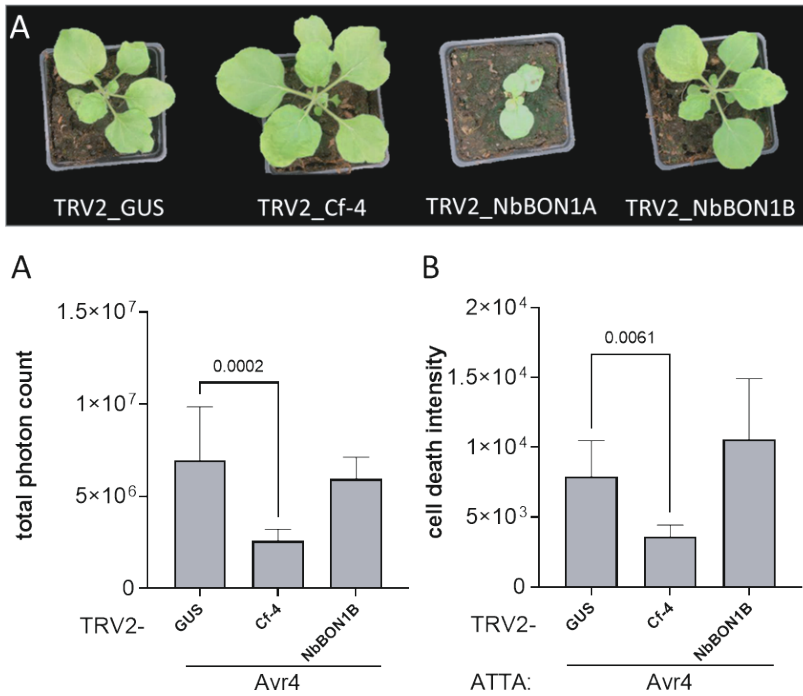 A
TRV2_GUS TRV2_Cf-4 TRV2_NbBON1A TRV2_NbBON1B
A
total photon count
1.5×10⁷
1×10⁷
5×10⁶
0
0.0002
TRV2- GUS Cf-4 NbBON1B
Avr4
B
cell death intensity
2×10⁴
1.5×10⁴
1×10⁴
5×10³
0
0.0061
TRV2- GUS Cf-4 NbBON1B
ATTA: Avr4